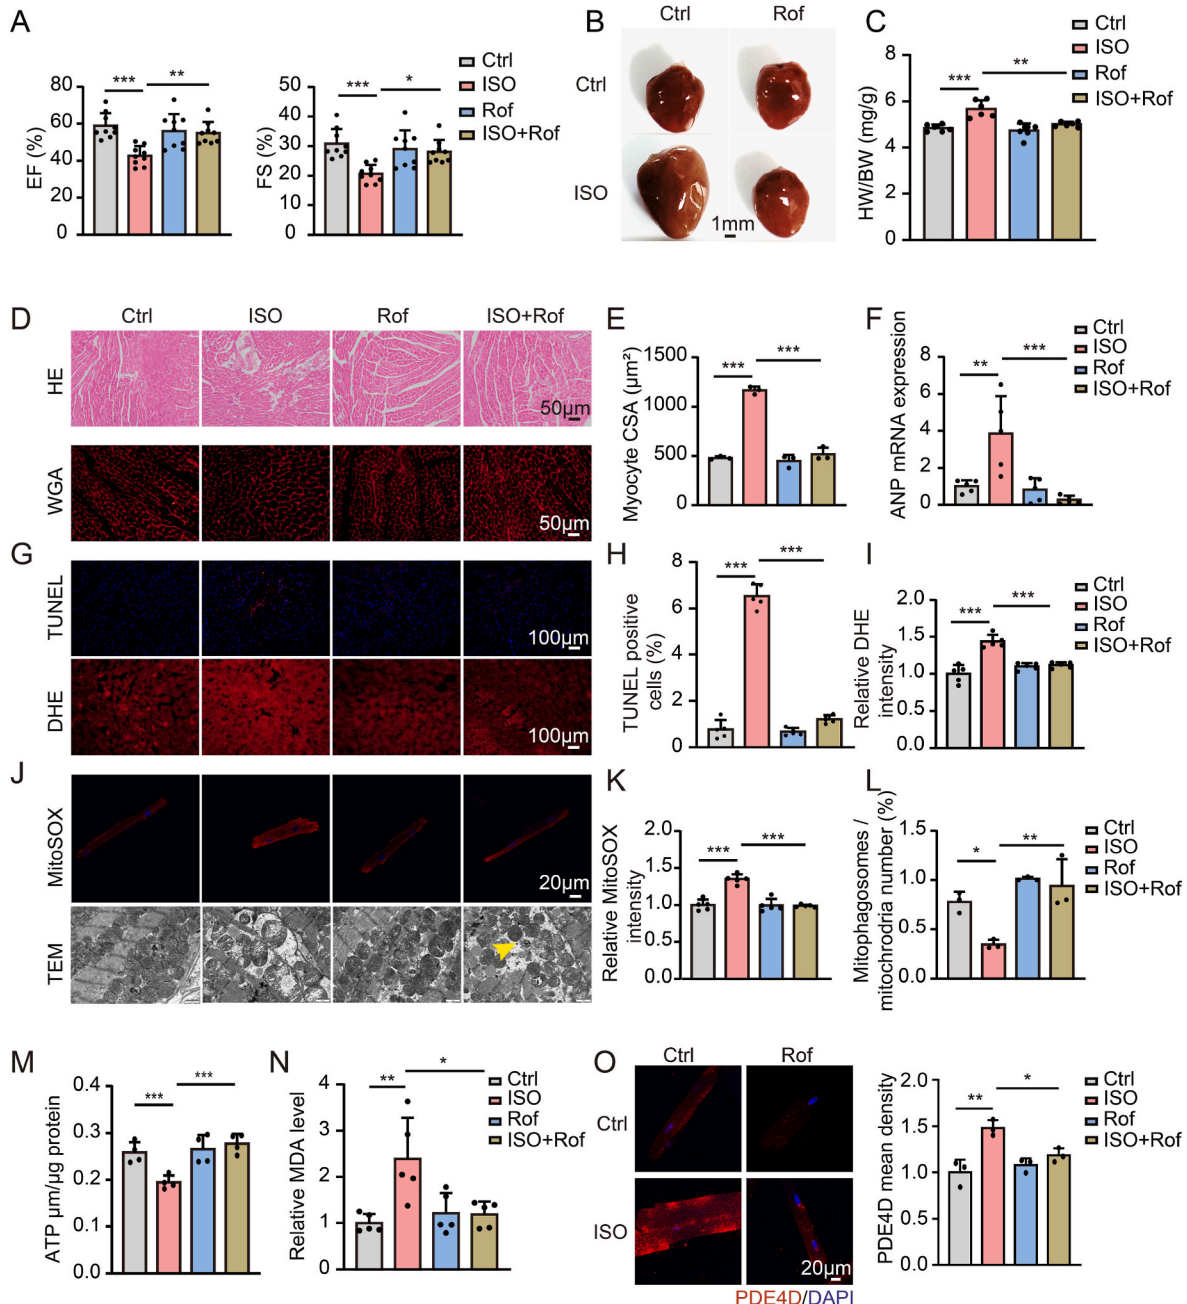 A
EF (%)
80
60
40
20
0
***
**
FS (%)
50
40
30
20
10
0
***
*
Ctrl
ISO
Rof
ISO+Rof
B
Ctrl
Rof
Ctrl
ISO
1mm
C
HW/BW (mg/g)
8
6
4
2
0
***
**
Ctrl
ISO
Rof
ISO+Rof
D
Ctrl
ISO
Rof
ISO+Rof
HE
50µm
WGA
50µm
E
Myocyte CSA (µm²)
1500
1000
500
0
***
***
F
ANP mRNA expression
8
6
4
2
0
**
***
Ctrl
ISO
Rof
ISO+Rof
G
TUNEL
100µm
DHE
100µm
H
TUNEL positive
cells (%)
8
6
4
2
0
***
***
I
Relative DHE
intensity
2.0
1.5
1.0
0.5
0.0
***
***
Ctrl
ISO
Rof
ISO+Rof
J
MitoSOX
20µm
TEM
K
Relative MitoSOX
intensity
2.0
1.5
1.0
0.5
0.0
***
***
L
Mitophagosomes /
mitochrodria number (%)
1.5
1.0
0.5
0.0
*
**
Ctrl
ISO
Rof
ISO+Rof
M
ATP µm/µg protein
0.4
0.3
0.2
0.1
0.0
***
***
N
Relative MDA level
4
3
2
1
0
**
*
Ctrl
ISO
Rof
ISO+Rof
O
Ctrl
Rof
Ctrl
ISO
20µm
PDE4D/DAPI
PDE4D mean density
2.0
1.5
1.0
0.5
0.0
**
*
Ctrl
ISO
Rof
ISO+Rof